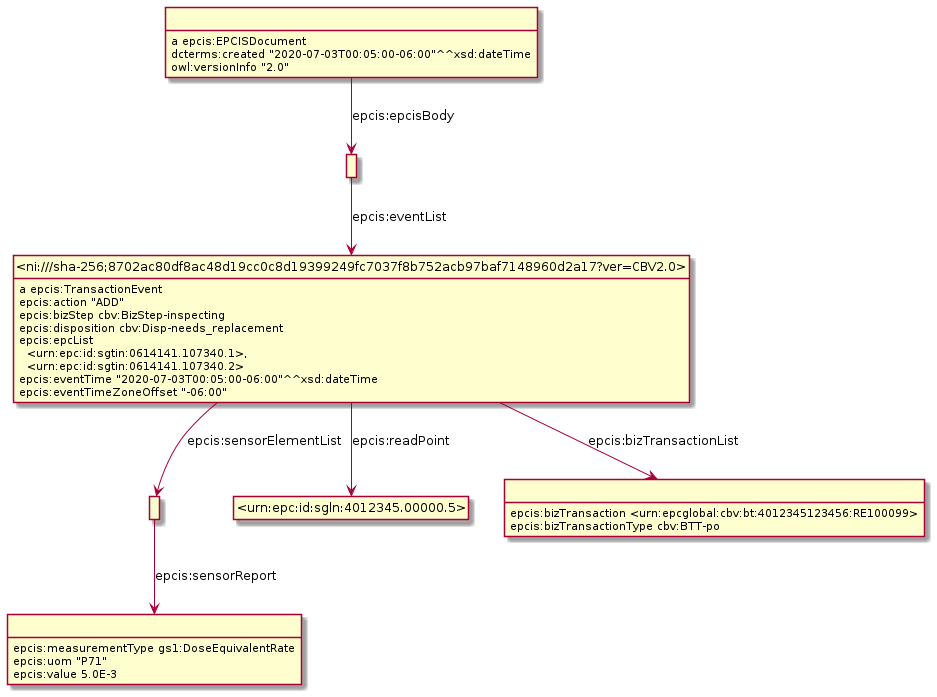 a epcis:EPCISDocument
dcterms:created "2020-07-03T00:05:00-06:00"^^xsd:dateTime
owl:versionInfo "2.0"
epcis:epcisBody
epcis:eventList
<ni:///sha-256;8702ac80df8ac48d19cc0c8d19399249fc7037f8b752acb97baf7148960d2a17?ver=CBV2.0>
a epcis:TransactionEvent
epcis:action "ADD"
epcis:bizStep cbv:BizStep-inspecting
epcis:disposition cbv:Disp-needs_replacement
epcis:epcList
<urn:epc:id:sgtin:0614141.107340.1>,
<urn:epc:id:sgtin:0614141.107340.2>
epcis:eventTime "2020-07-03T00:05:00-06:00"^^xsd:dateTime
epcis:eventTimeZoneOffset "-06:00"
epcis:sensorElementList
epcis:readPoint
epcis:bizTransactionList
<urn:epc:id:sgln:4012345.00000.5>
epcis:bizTransaction <urn:epcglobal:cbv:bt:4012345123456:RE100099>
epcis:bizTransactionType cbv:BTT-po
epcis:sensorReport
epcis:measurementType gs1:DoseEquivalentRate
epcis:uom "P71"
epcis:value 5.0E-3